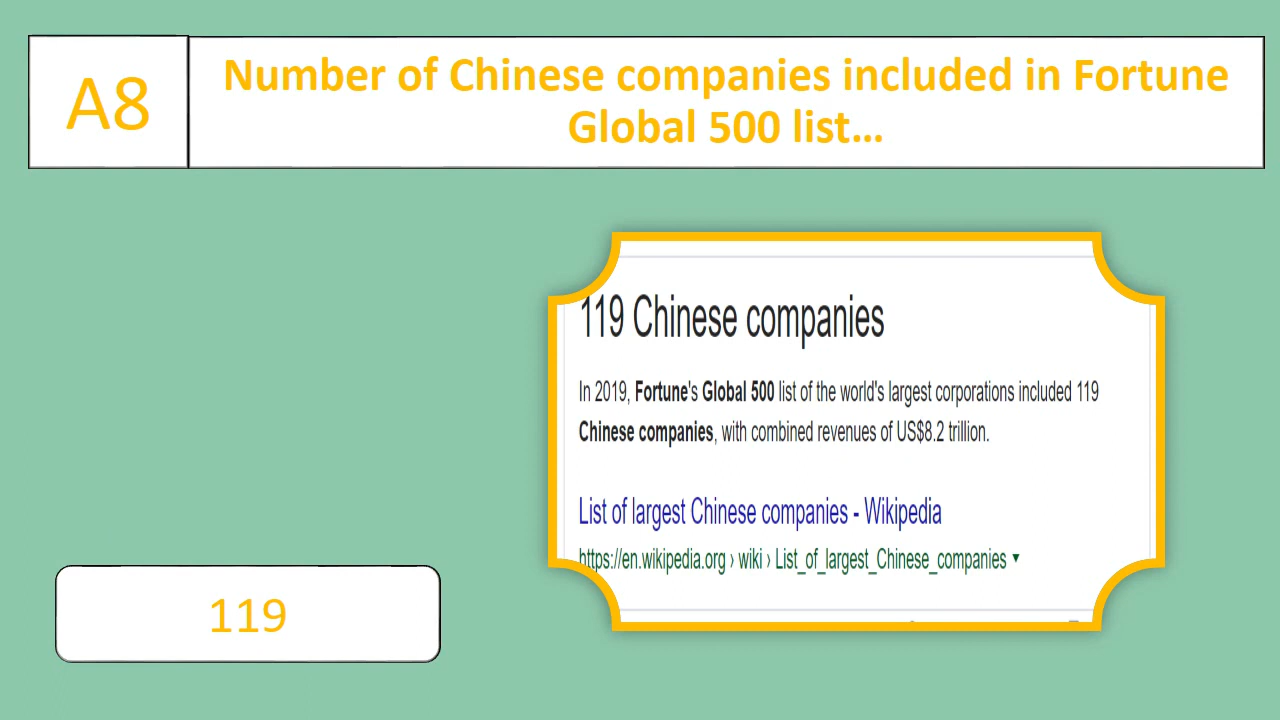 A8
Number of Chinese companies included in Fortune
Global 500 list...
119 Chinese companies
In 2019, Fortune's Global 500 list of the world's largest corporations included 119
Chinese companies, with combined revenues of US$8.2 trillion.
List of largest Chinese companies - Wikipedia
https://en.wikipedia.org › wiki › List_of_largest_Chinese_companies ▾
119